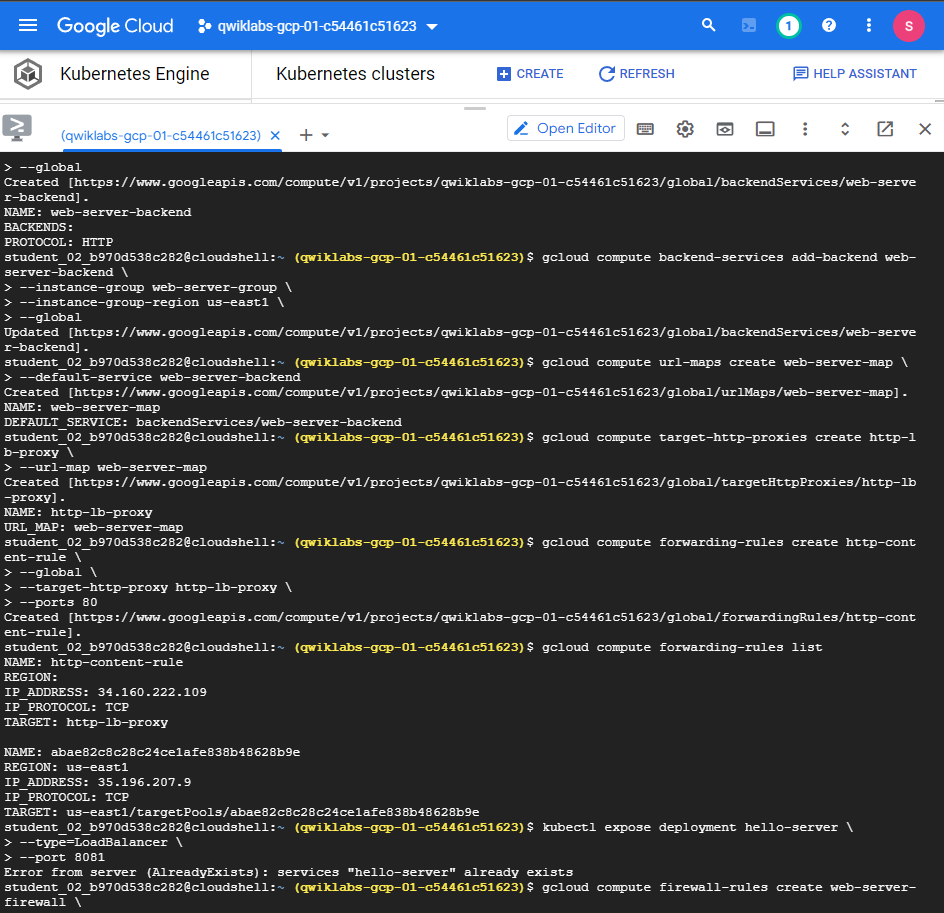 Google Cloud
qwiklabs-gcp-01-c54461c51623
1
?
S
Kubernetes Engine
Kubernetes clusters
CREATE
REFRESH
HELP ASSISTANT
(qwiklabs-gcp-01-c54461c51623)
Open Editor
> --global
Created [https://www.googleapis.com/compute/v1/projects/qwiklabs-gcp-01-c54461c51623/global/backendServices/web-serve
r-backend].
NAME: web-server-backend
BACKENDS:
PROTOCOL: HTTP
student_02_b970d538c282@cloudshell:~ (qwiklabs-gcp-01-c54461c51623)$ gcloud compute backend-services add-backend web-
server-backend \
> --instance-group web-server-group \
> --instance-group-region us-east1 \
> --global
Updated [https://www.googleapis.com/compute/v1/projects/qwiklabs-gcp-01-c54461c51623/global/backendServices/web-serve
r-backend].
student_02_b970d538c282@cloudshell:~ (qwiklabs-gcp-01-c54461c51623)$ gcloud compute url-maps create web-server-map \
> --default-service web-server-backend
Created [https://www.googleapis.com/compute/v1/projects/qwiklabs-gcp-01-c54461c51623/global/urlMaps/web-server-map].
NAME: web-server-map
DEFAULT_SERVICE: backendServices/web-server-backend
student_02_b970d538c282@cloudshell:~ (qwiklabs-gcp-01-c54461c51623)$ gcloud compute target-http-proxies create http-l
b-proxy \
> --url-map web-server-map
Created [https://www.googleapis.com/compute/v1/projects/qwiklabs-gcp-01-c54461c51623/global/targetHttpProxies/http-lb
-proxy].
NAME: http-lb-proxy
URL_MAP: web-server-map
student_02_b970d538c282@cloudshell:~ (qwiklabs-gcp-01-c54461c51623)$ gcloud compute forwarding-rules create http-cont
ent-rule \
> --global \
> --target-http-proxy http-lb-proxy \
> --ports 80
Created [https://www.googleapis.com/compute/v1/projects/qwiklabs-gcp-01-c54461c51623/global/forwardingRules/http-cont
ent-rule].
student_02_b970d538c282@cloudshell:~ (qwiklabs-gcp-01-c54461c51623)$ gcloud compute forwarding-rules list
NAME: http-content-rule
REGION:
IP_ADDRESS: 34.160.222.109
IP_PROTOCOL: TCP
TARGET: http-lb-proxy
NAME: abae82c8c28c24ce1afe838b48628b9e
REGION: us-east1
IP_ADDRESS: 35.196.207.9
IP_PROTOCOL: TCP
TARGET: us-east1/targetPools/abae82c8c28c24ce1afe838b48628b9e
student_02_b970d538c282@cloudshell:~ (qwiklabs-gcp-01-c54461c51623)$ kubectl expose deployment hello-server \
> --type=LoadBalancer \
> --port 8081
Error from server (AlreadyExists): services "hello-server" already exists
student_02_b970d538c282@cloudshell:~ (qwiklabs-gcp-01-c54461c51623)$ gcloud compute firewall-rules create web-server-
firewall \